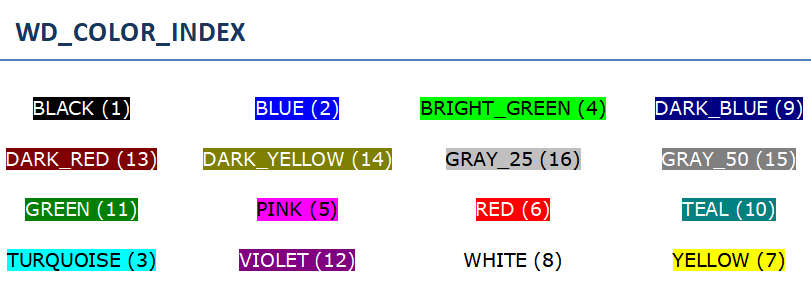 WD_COLOR_INDEX
BLACK (1) BLUE (2) BRIGHT_GREEN (4) DARK_BLUE (9)
DARK_RED (13) DARK_YELLOW (14) GRAY_25 (16) GRAY_50 (15)
GREEN (11) PINK (5) RED (6) TEAL (10)
TURQUOISE (3) VIOLET (12) WHITE (8) YELLOW (7)